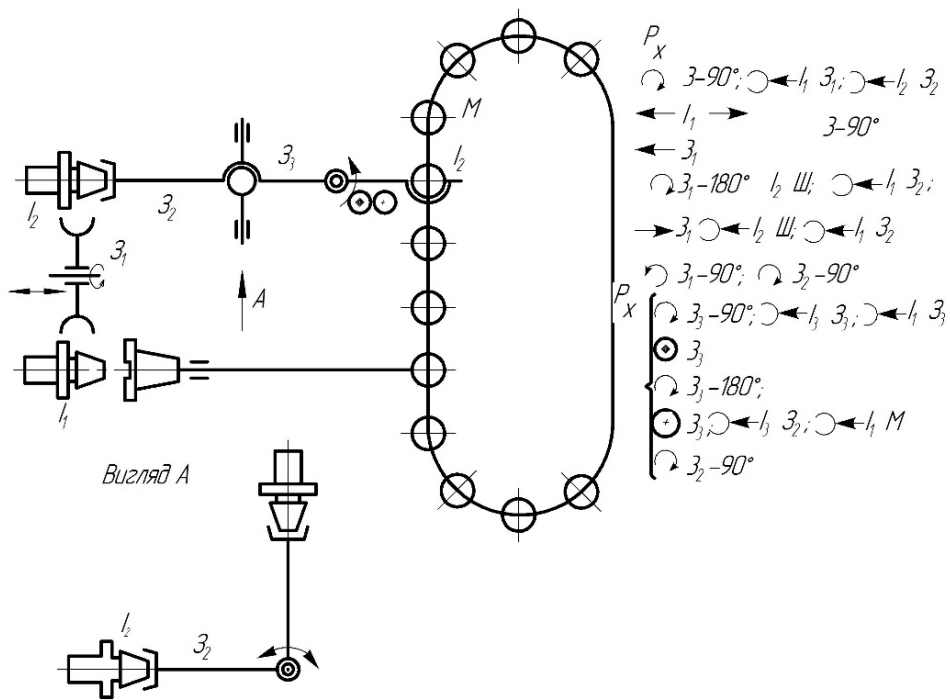 Pₓ
З-90°; I₁ З₁; I₂ З₂
I₁ З-90°
З₁
З₁-180° I₂ Ш; I₁ З₂;
З₁ I₂ Ш; I₁ З₂
З₁-90°; З₂-90°
Pₓ
З₃-90°; I₃ З₃; I₁ З₃
З₃
З₃-180°;
З₃; I₃ З₂; I₁ М
З₂-90°
М
З₃
I₂
З₂
I₂
З₁
А
I₁
Вигляд А
I₂
З₂